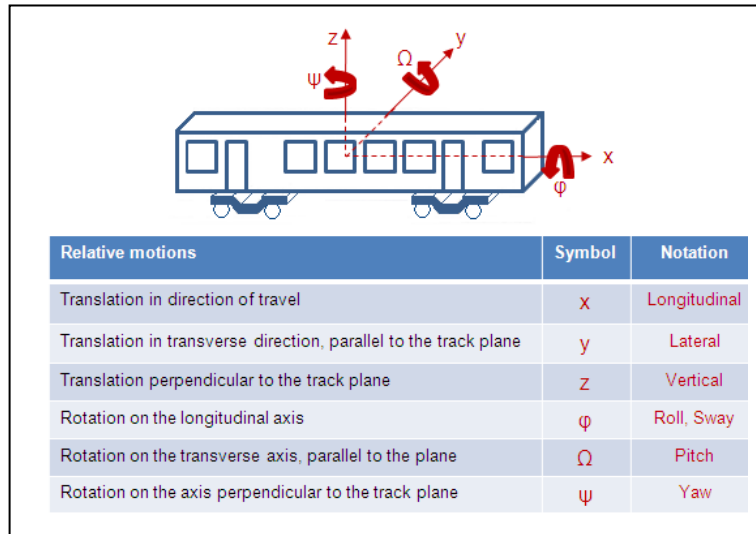 z
y
Ω
ψ
x
φ
Relative motions Symbol Notation
Translation in direction of travel x Longitudinal
Translation in transverse direction, parallel to the track plane y Lateral
Translation perpendicular to the track plane z Vertical
Rotation on the longitudinal axis φ Roll, Sway
Rotation on the transverse axis, parallel to the plane Ω Pitch
Rotation on the axis perpendicular to the track plane ψ Yaw